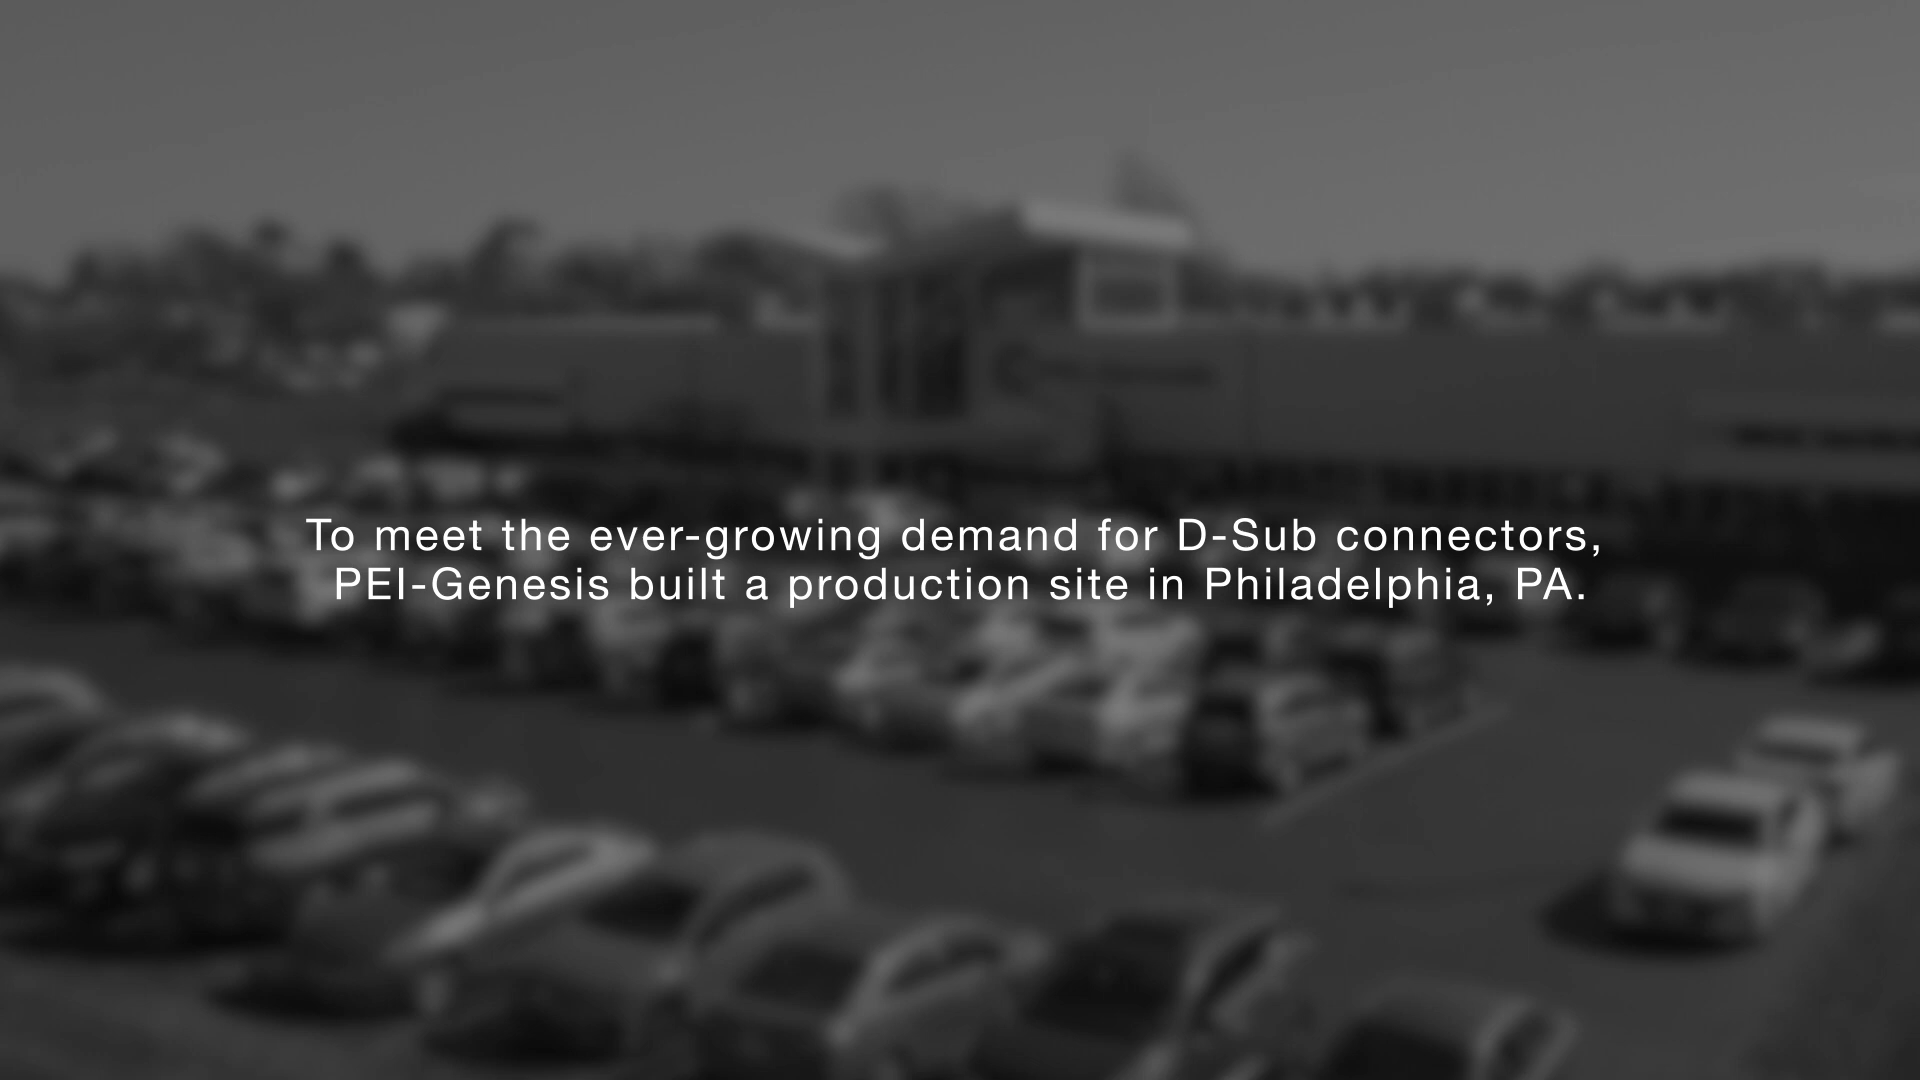 To meet the ever-growing demand for D-Sub connectors,
PEI-Genesis built a production site in Philadelphia, PA.